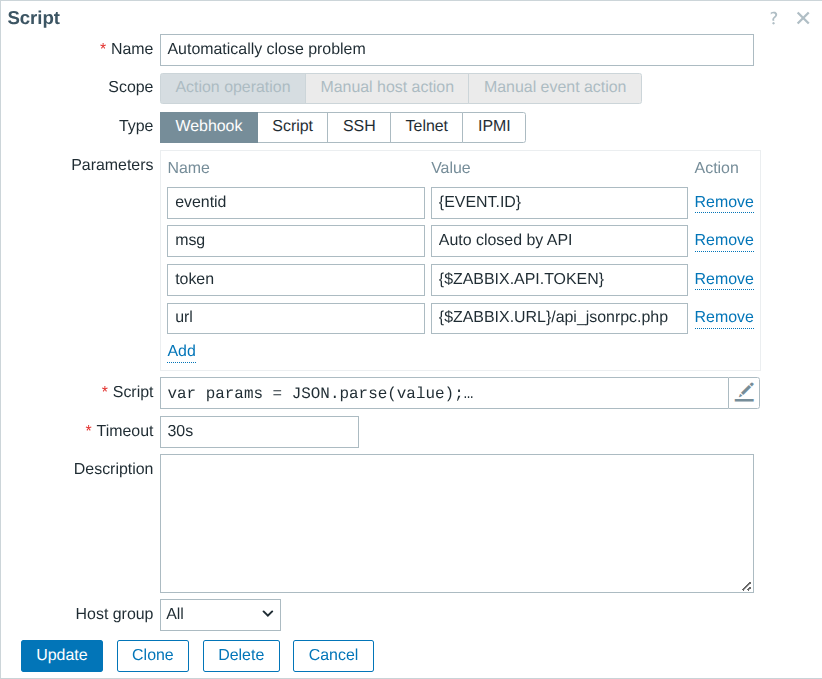 Script
?
* Name Automatically close problem
Scope Action operation Manual host action Manual event action
Type Webhook Script SSH Telnet IPMI
Parameters Name Value Action
eventid {EVENT.ID} Remove
msg Auto closed by API Remove
token {$ZABBIX.API.TOKEN} Remove
url {$ZABBIX.URL}/api_jsonrpc.php Remove
Add
* Script var params = JSON.parse(value);…
* Timeout 30s
Description
Host group All
Update Clone Delete Cancel